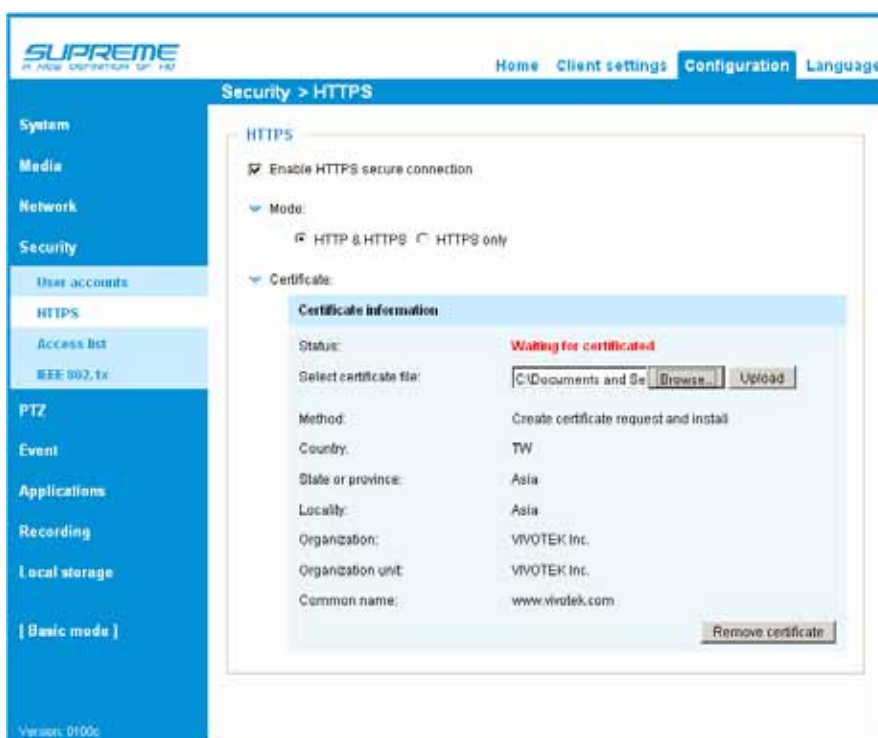 SUPREME
A NEW DEFINITION OF HD
Home Client settings Configuration Language
Security > HTTPS
System
Media
Network
Security
User accounts
HTTPS
Access list
IEEE 802.1x
PTZ
Event
Applications
Recording
Local storage
[ Basic mode ]
Version: 0100c
HTTPS
Enable HTTPS secure connection
Mode:
HTTP & HTTPS HTTPS only
Certificate:
Certificate information
Status: Waiting for certificated
Select certificate file: C:\Documents and Se Browse... Upload
Method: Create certificate request and install
Country: TW
State or province: Asia
Locality: Asia
Organization: VIVOTEK Inc.
Organization unit: VIVOTEK Inc.
Common name: www.vivotek.com
Remove certificate